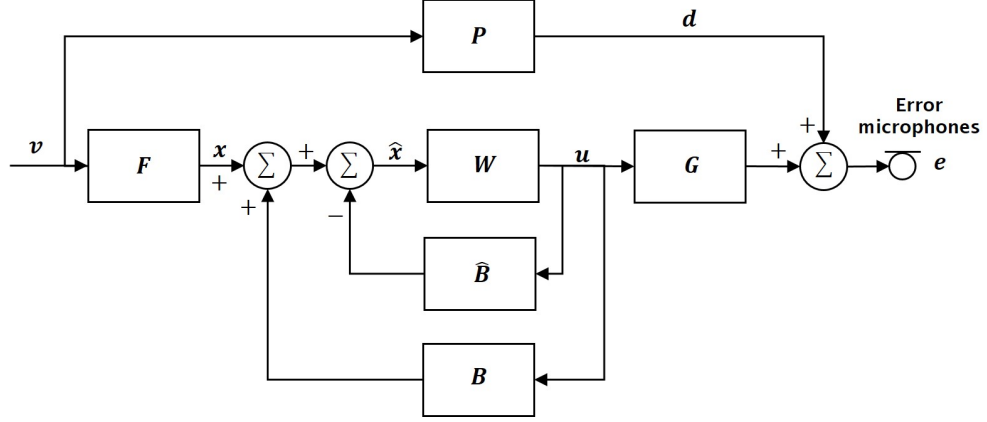 P
d
Error
microphones
v
F
x
+
+
∑
+
∑
−
x̂
W
u
G
+
+
∑
e
B̂
B